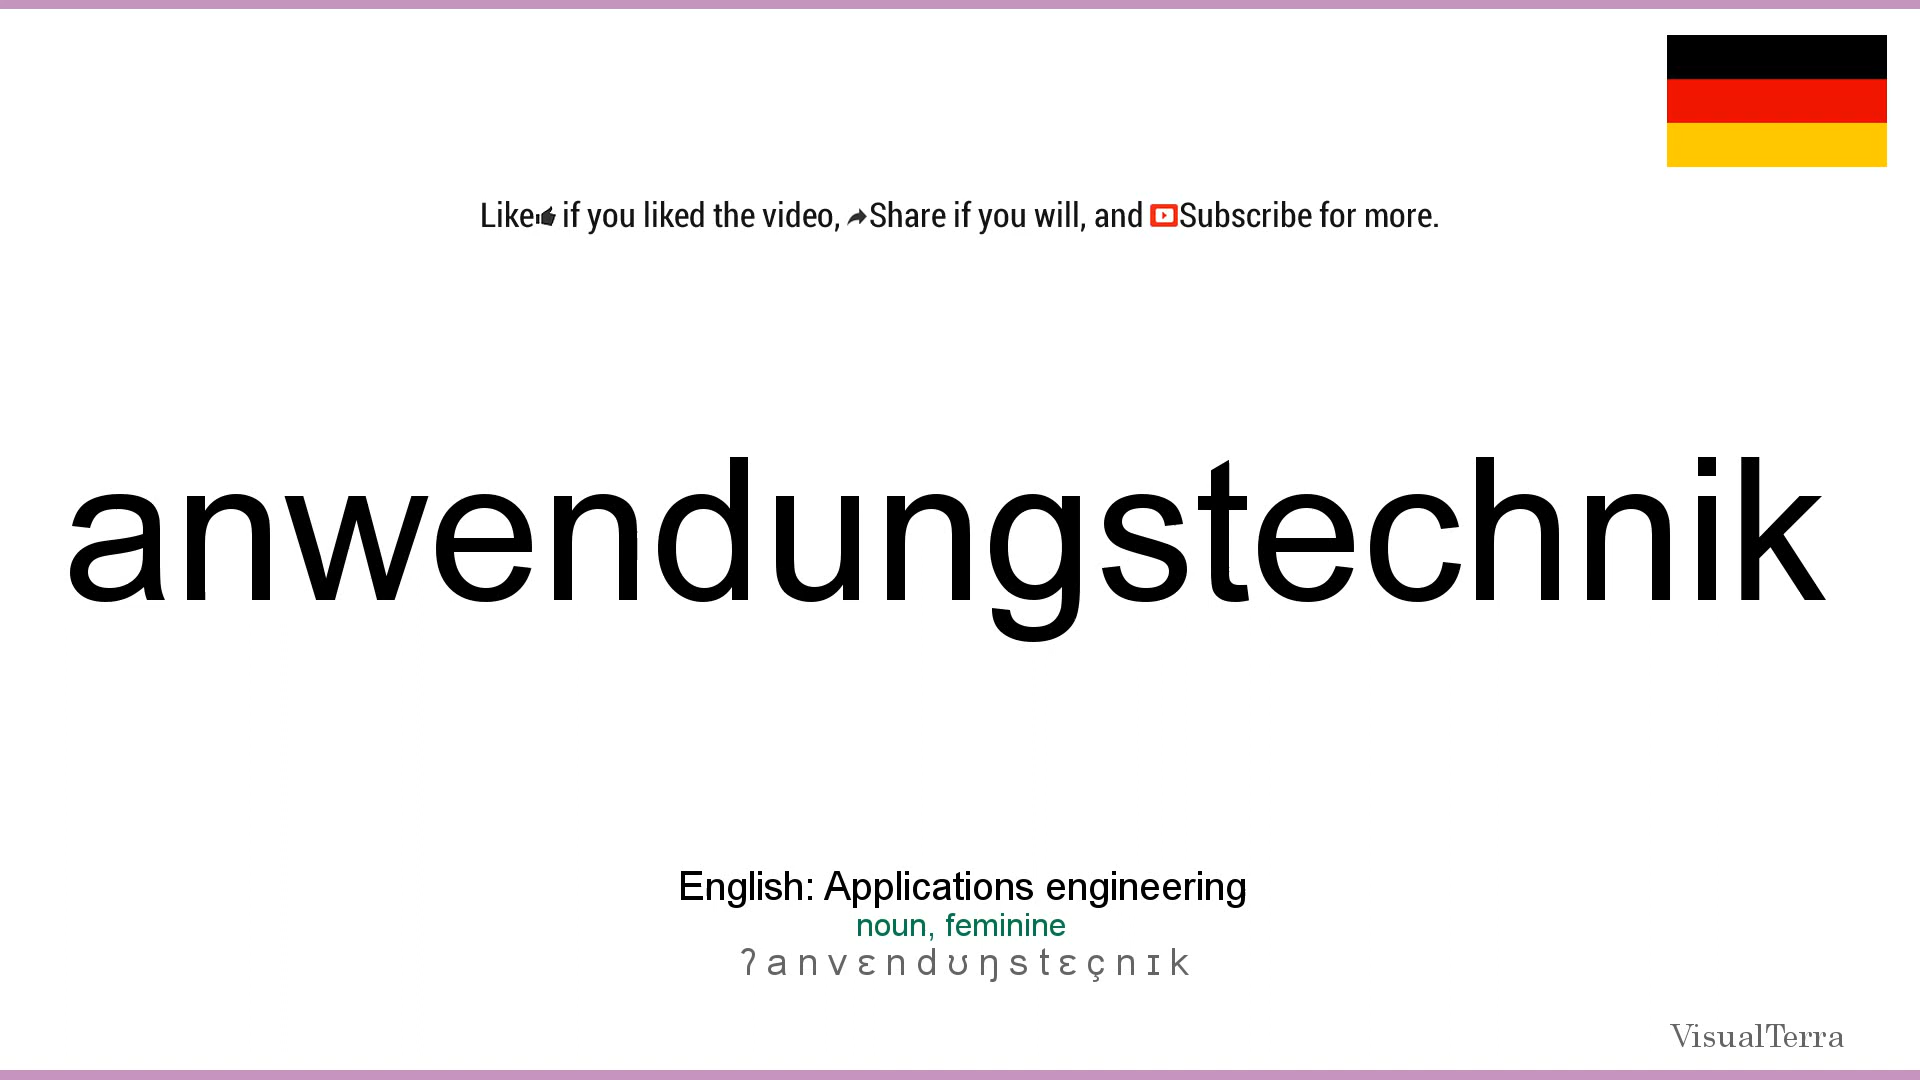 Like if you liked the video, Share if you will, and Subscribe for more.
anwendungstechnik
English: Applications engineering
noun, feminine
ʔ a n v ɛ n d ʊ ŋ s t ɛ ç n ɪ k
VisualTerra